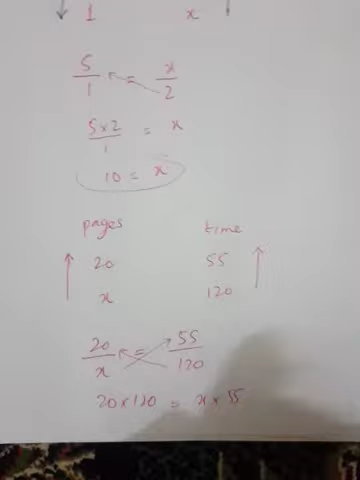 ↓ 1 x ↓
5/1 = x/2
5×2/1 = x
10 = x
pages time
↑ 20 55 ↑
x 120
20/x = 55/120
20×120 = x×55